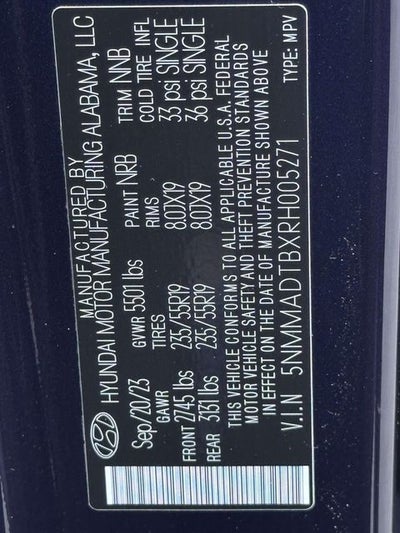 MANUFACTURED BY
HYUNDAI MOTOR MANUFACTURING ALABAMA, LLC
Sep/20/23 GVWR 5501 lbs PAINT NRB TRIM NNB
GAWR TIRES RIMS COLD TIRE INFL
FRONT 2745 lbs 235/55R19 8.0JX19 33 psi SINGLE
REAR 3131 lbs 235/55R19 8.0JX19 36 psi SINGLE
THIS VEHICLE CONFORMS TO ALL APPLICABLE U.S.A. FEDERAL
MOTOR VEHICLE SAFETY AND THEFT PREVENTION STANDARDS
IN EFFECT ON THE DATE OF MANUFACTURE SHOWN ABOVE
V.I.N 5NMMADTBXRH005271 TYPE: MPV